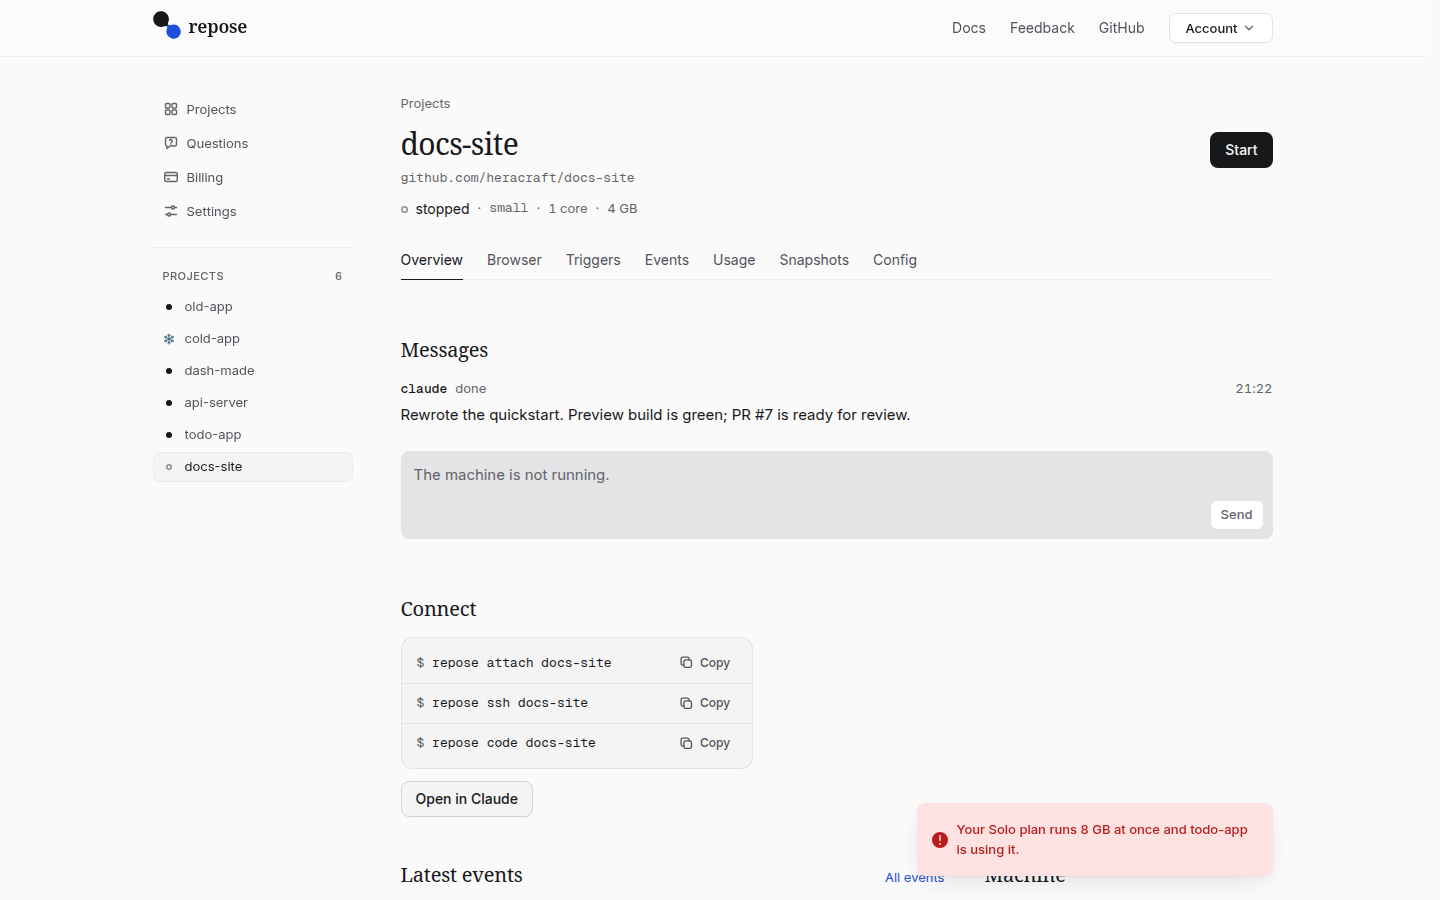 repose
Docs
Feedback
GitHub
Account
Projects
Questions
Billing
Settings
PROJECTS 6
old-app
cold-app
dash-made
api-server
todo-app
docs-site
Projects
docs-site
Start
github.com/heracraft/docs-site
stopped · small · 1 core · 4 GB
Overview
Browser
Triggers
Events
Usage
Snapshots
Config
Messages
claude done 21:22
Rewrote the quickstart. Preview build is green; PR #7 is ready for review.
The machine is not running.
Send
Connect
$ repose attach docs-site Copy
$ repose ssh docs-site Copy
$ repose code docs-site Copy
Open in Claude
Your Solo plan runs 8 GB at once and todo-app
is using it.
Latest events
All events
Machine